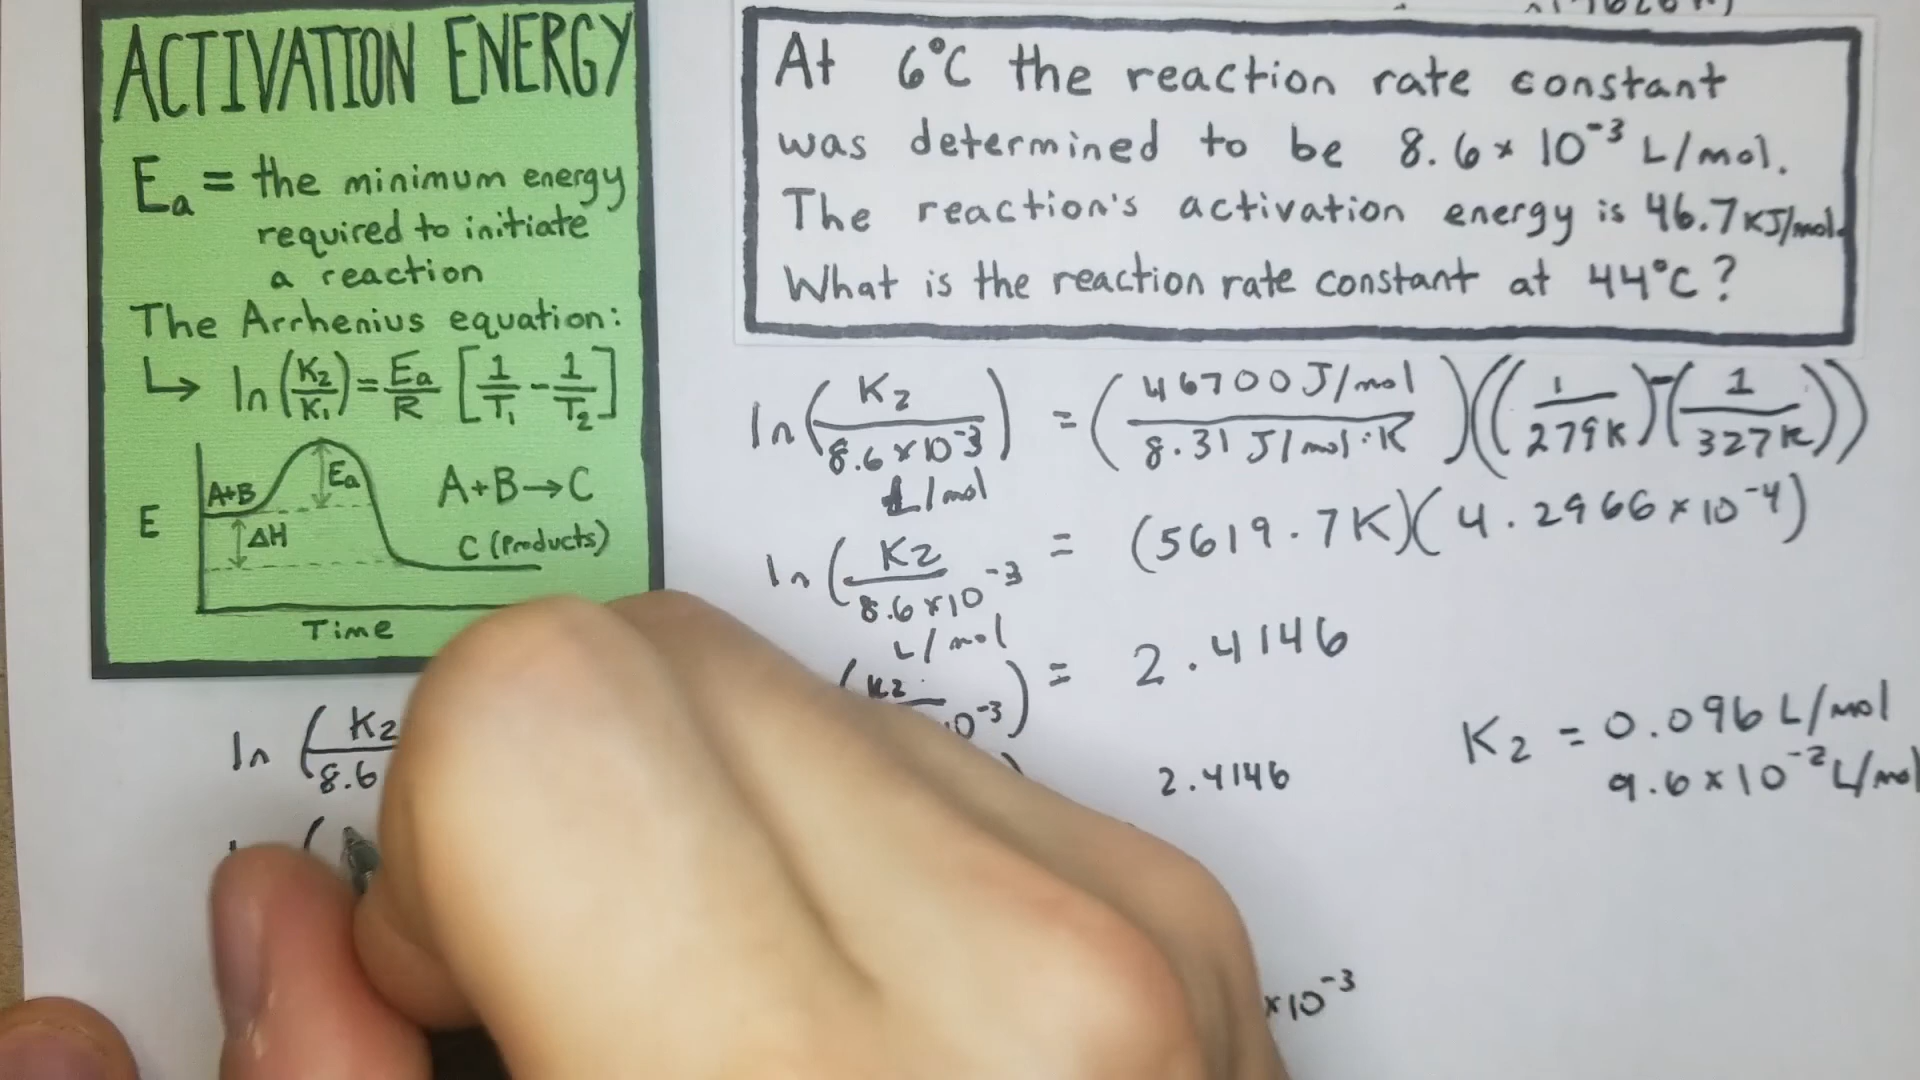 ACTIVATION ENERGY
Ea = the minimum energy
required to initiate
a reaction
The Arrhenius equation:
↳ ln(K2/K1) = Ea/R [1/T1 - 1/T2]
A+B
Ea
A+B→C
E
ΔH
C (Products)
Time
At 6°C the reaction rate constant
was determined to be 8.6 × 10^-3 L/mol.
The reaction's activation energy is 46.7 KJ/mol.
What is the reaction rate constant at 44°C?
ln(K2/8.6 × 10^-3 L/mol) = (46700 J/mol / 8.31 J/mol·K)((1/279K) - (1/327K))
ln(K2/8.6 × 10^-3 L/mol) = (5619.7 K)(4.2966 × 10^-4)
(K2/ 0^-3) = 2.4146
2.4146
K2 = 0.096 L/mol
9.6 × 10^-2 L/mol
ln (K2/8.6
(
× 10^-3